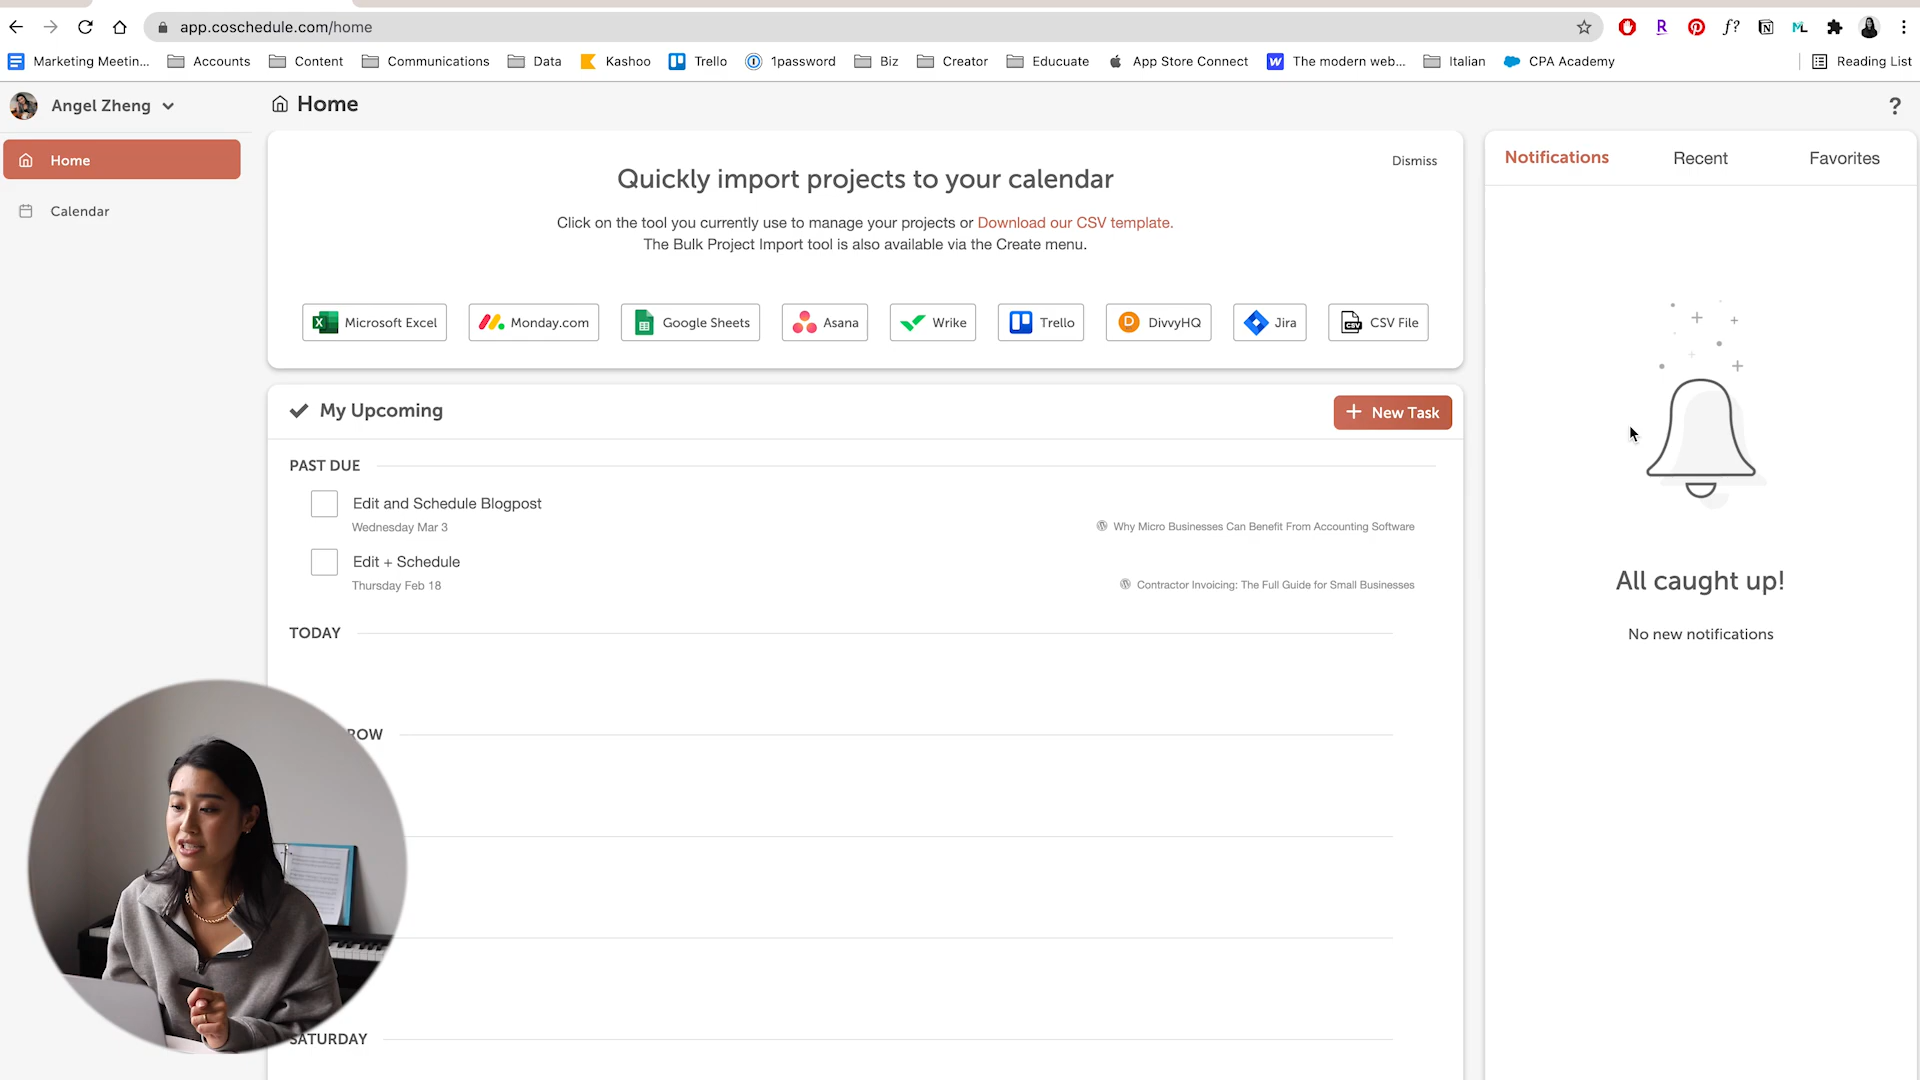 app.coschedule.com/home
Marketing Meetin...
Accounts
Content
Communications
Data
Kashoo
Trello
1password
Biz
Creator
Educuate
App Store Connect
The modern web...
Italian
CPA Academy
Reading List
Angel Zheng
Home
?
Home
Calendar
Dismiss
Quickly import projects to your calendar
Click on the tool you currently use to manage your projects or Download our CSV template.
The Bulk Project Import tool is also available via the Create menu.
Microsoft Excel
Monday.com
Google Sheets
Asana
Wrike
Trello
DivvyHQ
Jira
CSV File
My Upcoming
+ New Task
PAST DUE
Edit and Schedule Blogpost
Wednesday Mar 3
Why Micro Businesses Can Benefit From Accounting Software
Edit + Schedule
Thursday Feb 18
Contractor Invoicing: The Full Guide for Small Businesses
TODAY
ROW
SATURDAY
Notifications
Recent
Favorites
All caught up!
No new notifications